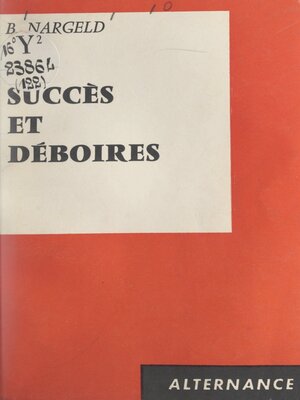 B. NARGELD
16° Y²
23864
(122)
SUCCÈS
ET
DÉBOIRES
ALTERNANCE